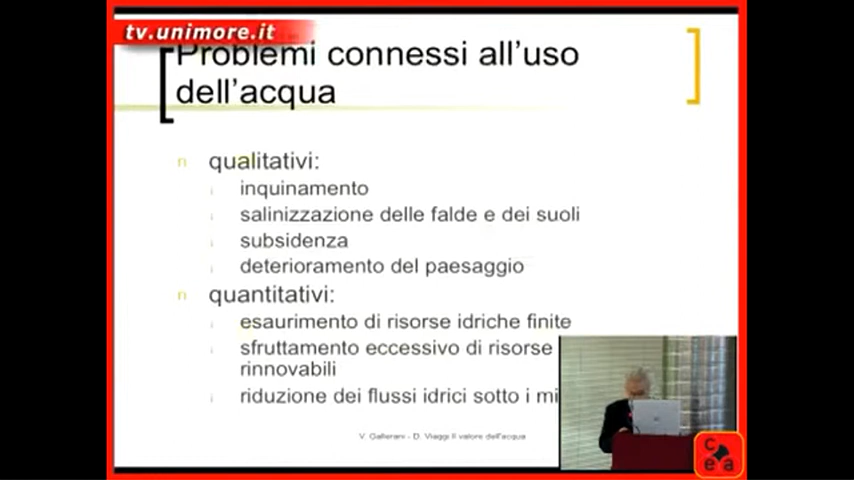 tv.unimore.it
Problemi connessi all'uso
dell'acqua
n qualitativi:
inquinamento
salinizzazione delle falde e dei suoli
subsidenza
deterioramento del paesaggio
n quantitativi:
esaurimento di risorse idriche finite
sfruttamento eccessivo di risorse
rinnovabili
riduzione dei flussi idrici sotto i mi
V. Gallerani - D. Viaggi Il valore dell'acqua
c
e a